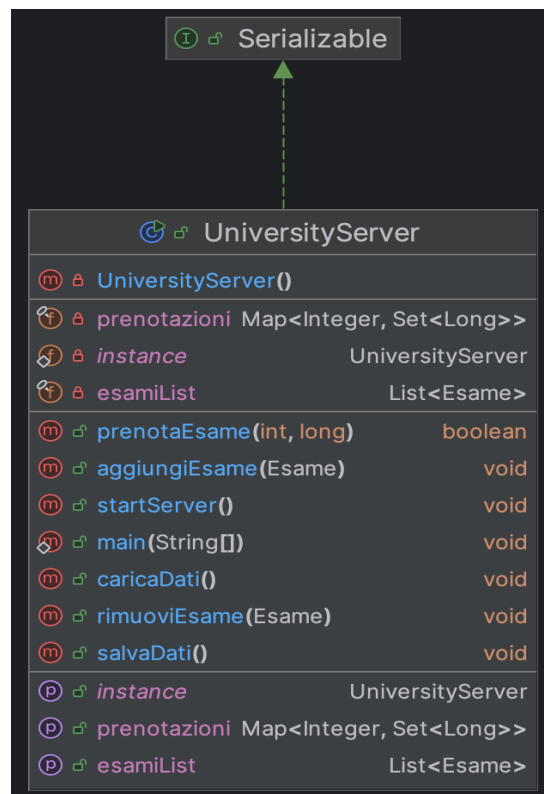 I Serializable
C UniversityServer
m UniversityServer()
f prenotazioni Map<Integer, Set<Long>>
f instance UniversityServer
f esamiList List<Esame>
m prenotaEsame(int, long) boolean
m aggiungiEsame(Esame) void
m startServer() void
m main(String[]) void
m caricaDati() void
m rimuoviEsame(Esame) void
m salvaDati() void
p instance UniversityServer
p prenotazioni Map<Integer, Set<Long>>
p esamiList List<Esame>